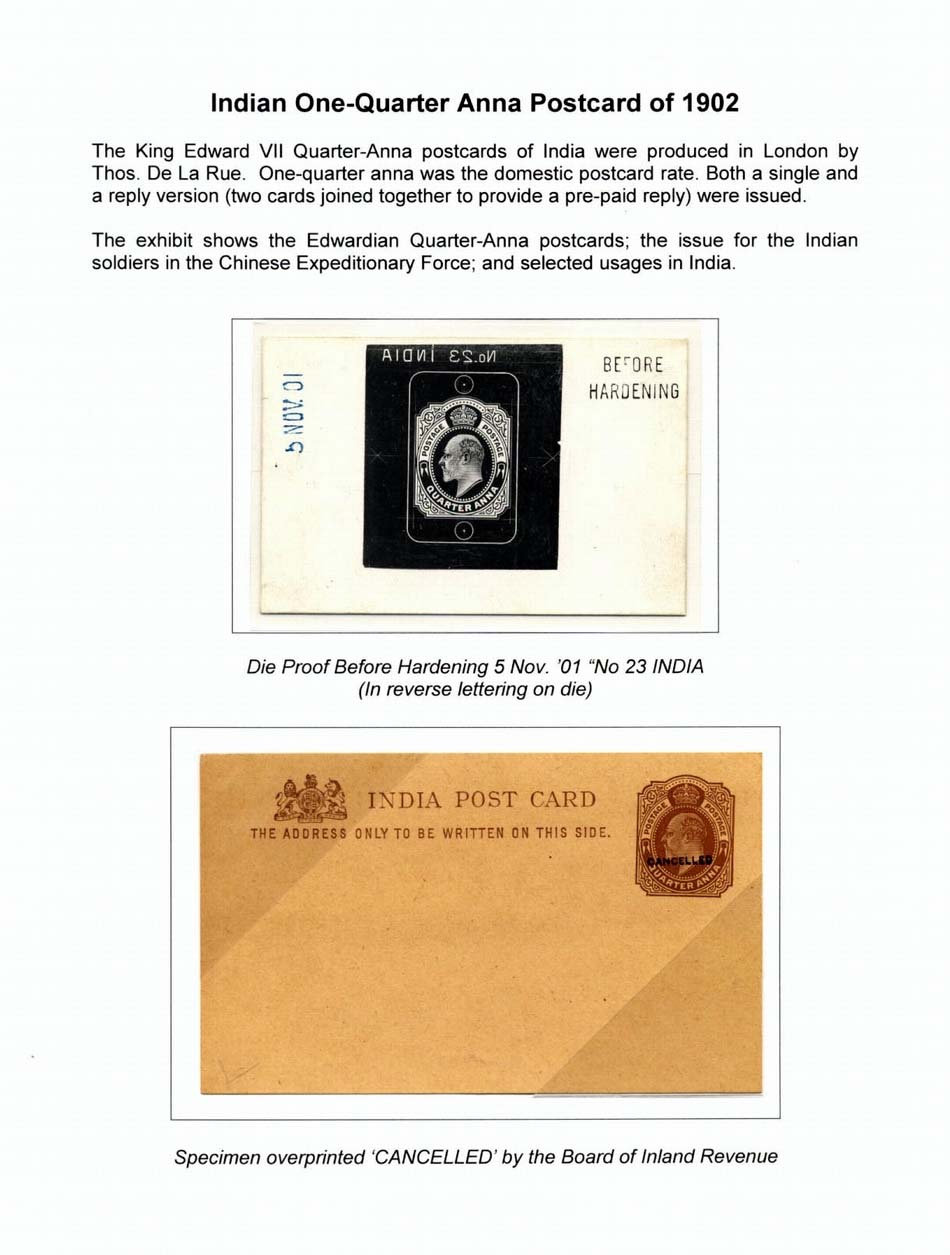 Indian One-Quarter Anna Postcard of 1902
The King Edward VII Quarter-Anna postcards of India were produced in London by
Thos. De La Rue. One-quarter anna was the domestic postcard rate. Both a single and
a reply version (two cards joined together to provide a pre-paid reply) were issued.
The exhibit shows the Edwardian Quarter-Anna postcards; the issue for the Indian
soldiers in the Chinese Expeditionary Force; and selected usages in India.
5 NOV. 01
No.23 INDIA
POSTAGE POSTAGE
QUARTER ANNA
BEFORE
HARDENING
Die Proof Before Hardening 5 Nov. '01 “No 23 INDIA
(In reverse lettering on die)
INDIA POST CARD
THE ADDRESS ONLY TO BE WRITTEN ON THIS SIDE.
POSTAGE POSTAGE
CANCELLED
QUARTER ANNA
Specimen overprinted ‘CANCELLED’ by the Board of Inland Revenue